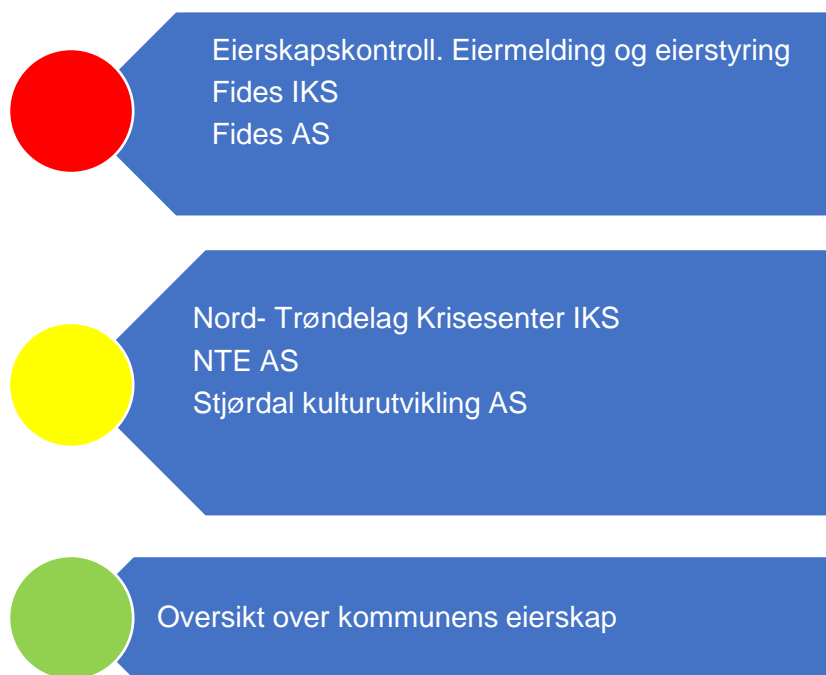 Eierskapskontroll. Eiermelding og eierstyring
Fides IKS
Fides AS
Nord- Trøndelag Krisesenter IKS
NTE AS
Stjørdal kulturutvikling AS
Oversikt over kommunens eierskap